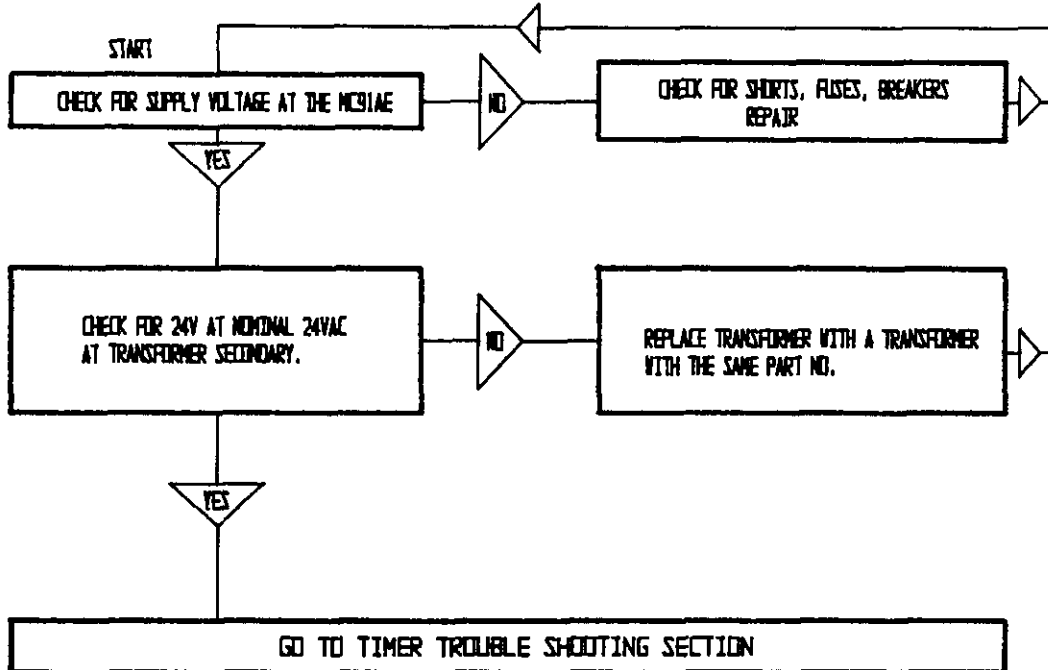 START
CHECK FOR SUPPLY VOLTAGE AT THE MC91AE
NO
CHECK FOR SHORTS, FUSES, BREAKERS
REPAIR
YES
CHECK FOR 24V AT NOMINAL 24VAC
AT TRANSFORMER SECONDARY.
NO
REPLACE TRANSFORMER WITH A TRANSFORMER
WITH THE SAME PART NO.
YES
GO TO TIMER TROUBLE SHOOTING SECTION